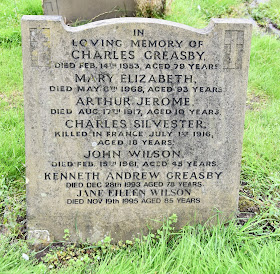 IN
LOVING MEMORY OF
CHARLES GREASBY,
DIED FEB. 14TH 1953, AGED 79 YEARS.
MARY ELIZABETH,
DIED MAY 6TH 1968, AGED 93 YEARS.
ARTHUR JEROME,
DIED AUG. 17TH 1917, AGED 10 YEARS.
CHARLES SILVESTER,
KILLED IN FRANCE JULY 1ST 1916,
AGED 18 YEARS.
JOHN WILSON,
DIED FEB. 15TH 1961, AGED 45 YEARS.
KENNETH ANDREW GREASBY
DIED DEC 28TH 1993 AGED 78 YEARS
JANE EILEEN WILSON
DIED NOV 19TH 1995 AGED 85 YEARS